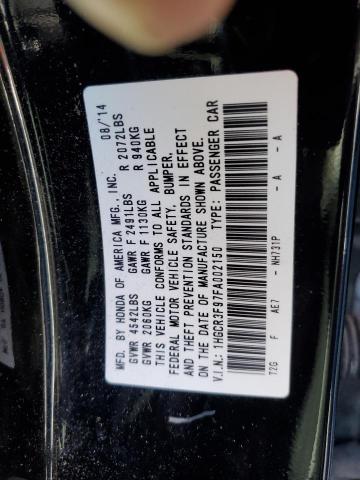 MFD. BY HONDA OF AMERICA MFG., INC. 08/'14
GVWR 4542LBS GAWR F 2491LBS R 2072LBS
GVWR 2060KG GAWR F 1130KG R 940KG
THIS VEHICLE CONFORMS TO ALL APPLICABLE
FEDERAL MOTOR VEHICLE SAFETY, BUMPER,
AND THEFT PREVENTION STANDARDS IN EFFECT
ON THE DATE OF MANUFACTURE SHOWN ABOVE.
V.I.N.: 1HGCR3F97FA002150 TYPE: PASSENGER CAR
T2G F AE7 - NH731P - A - A